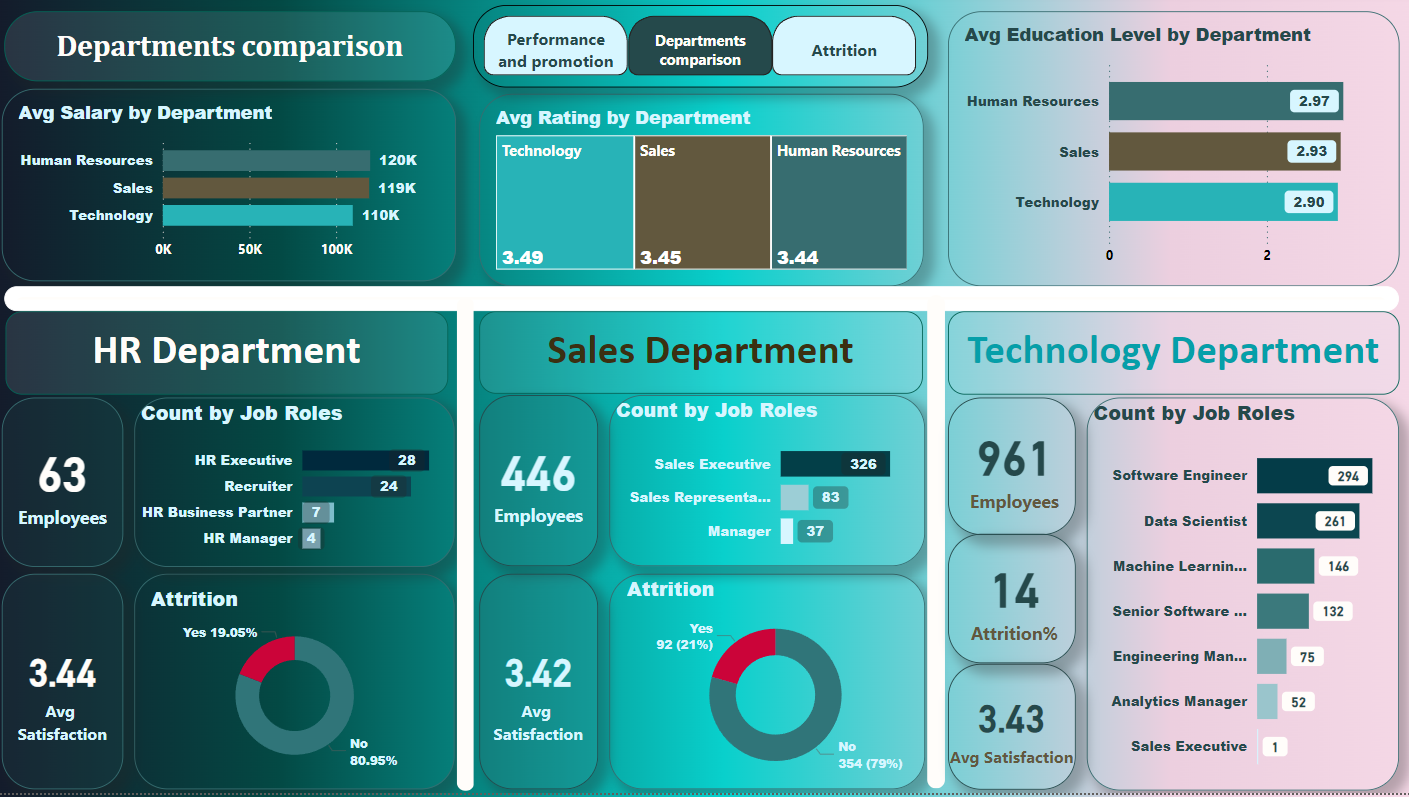 Departments comparison
Performance
and promotion
Departments
comparison
Attrition
Avg Salary by Department
Human Resources 120K
Sales 119K
Technology 110K
0K 50K 100K
Avg Rating by Department
Technology Sales Human Resources
3.49 3.45 3.44
Avg Education Level by Department
Human Resources 2.97
Sales 2.93
Technology 2.90
0 2
HR Department
63
Employees
Count by Job Roles
HR Executive 28
Recruiter 24
HR Business Partner 7
HR Manager 4
3.44
Avg
Satisfaction
Attrition
Yes 19.05%
No
80.95%
Sales Department
446
Employees
Count by Job Roles
Sales Executive 326
Sales Representa... 83
Manager 37
3.42
Avg
Satisfaction
Attrition
Yes
92 (21%)
No
354 (79%)
Technology Department
961
Employees
14
Attrition%
3.43
Avg Satisfaction
Count by Job Roles
Software Engineer 294
Data Scientist 261
Machine Learnin... 146
Senior Software ... 132
Engineering Man... 75
Analytics Manager 52
Sales Executive 1